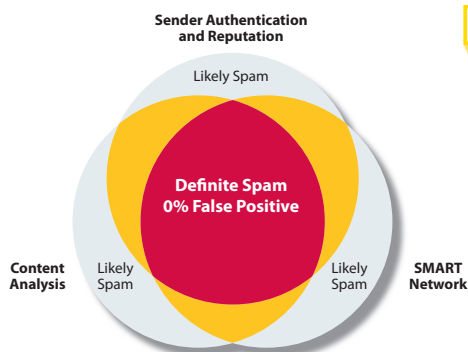 Sender Authentication
and Reputation
Likely Spam
Definite Spam
0% False Positive
Content
Analysis
Likely
Spam
Likely
Spam
SMART
Network